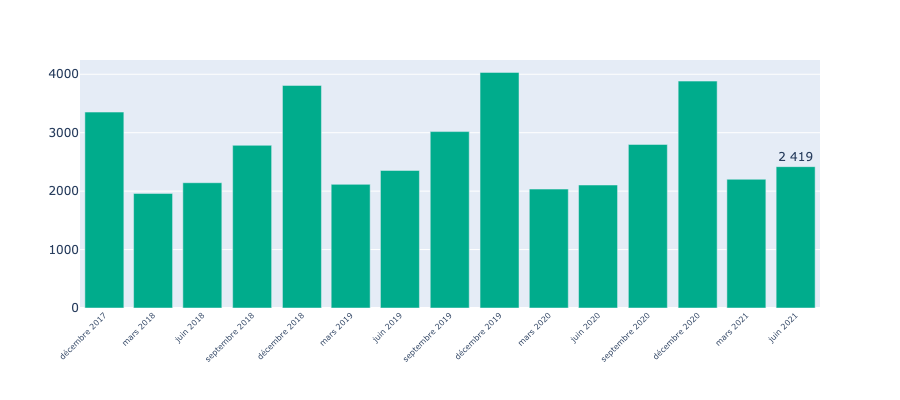 4000
3000
2000
1000
0
2 419
décembre 2017
mars 2018
juin 2018
septembre 2018
décembre 2018
mars 2019
juin 2019
septembre 2019
décembre 2019
mars 2020
juin 2020
septembre 2020
décembre 2020
mars 2021
juin 2021